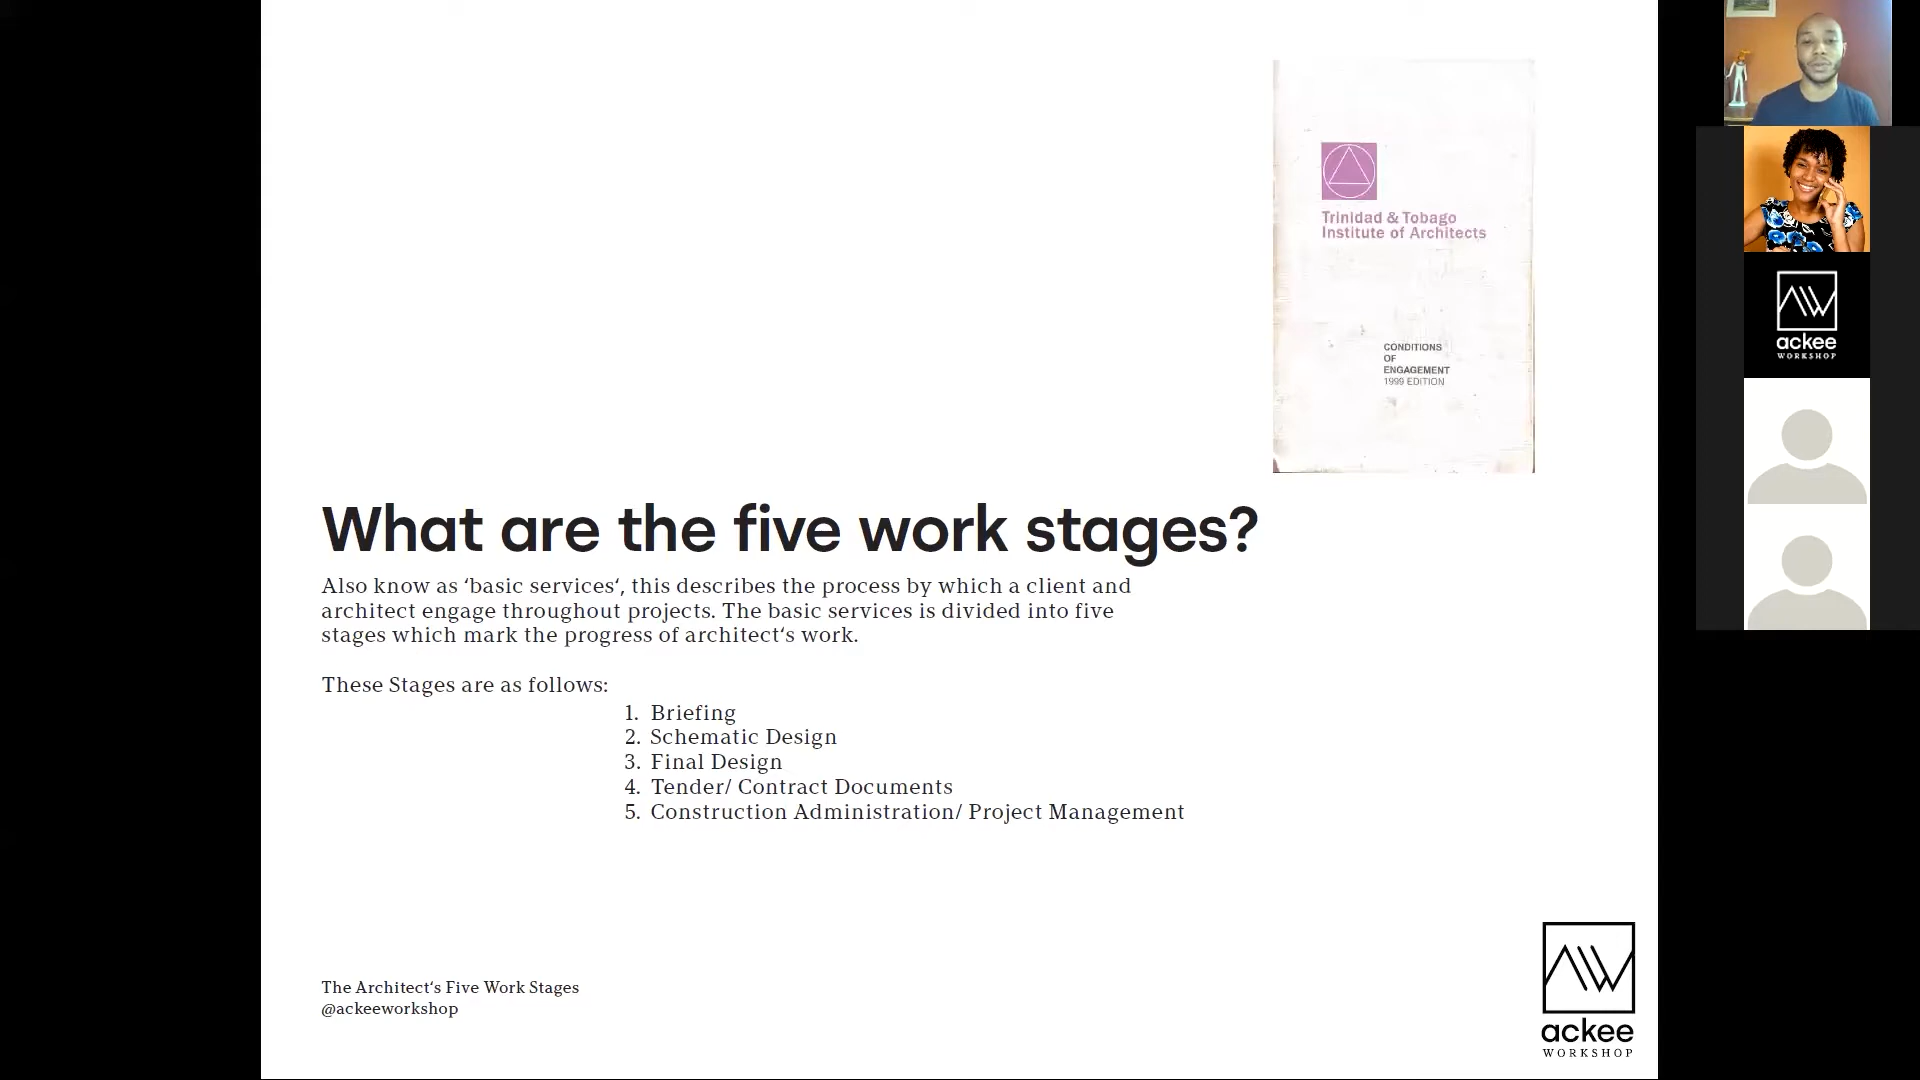 Trinidad & Tobago
Institute of Architects
CONDITIONS
OF
ENGAGEMENT
1999 EDITION
What are the five work stages?
Also know as ‘basic services‘, this describes the process by which a client and
architect engage throughout projects. The basic services is divided into five
stages which mark the progress of architect‘s work.
These Stages are as follows:
1. Briefing
2. Schematic Design
3. Final Design
4. Tender/ Contract Documents
5. Construction Administration/ Project Management
The Architect‘s Five Work Stages
@ackeeworkshop
ackee
WORKSHOP
ackee
WORKSHOP